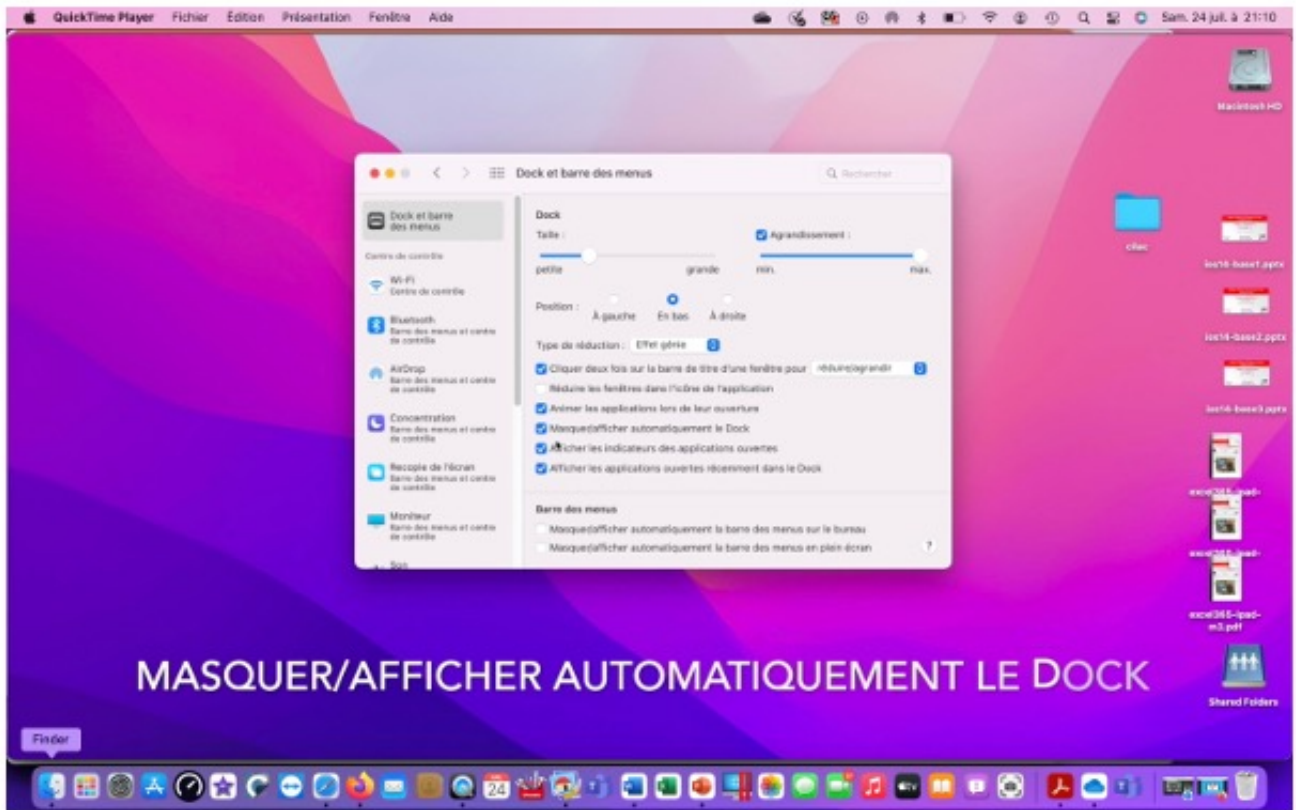 QuickTime Player Fichier Édition Présentation Fenêtre Aide Sam. 24 juil. à 21:10
Macintosh HD
Dock et barre des menus
Rechercher
Dock et barre
des menus
Centre de contrôle
Wi-Fi
Centre de contrôle
Bluetooth
Barre des menus et centre
de contrôle
AirDrop
Barre des menus et centre
de contrôle
Concentration
Barre des menus et centre
de contrôle
Recopie de l'écran
Barre des menus et centre
de contrôle
Moniteur
Barre des menus et centre
de contrôle
Son
Dock
Taille : Agrandissement :
petite grande min. max.
Position : À gauche En bas À droite
Type de réduction : Effet génie
Cliquer deux fois sur la barre de titre d'une fenêtre pour réduire/agrandir
Réduire les fenêtres dans l'icône de l'application
Animer les applications lors de leur ouverture
Masquer/afficher automatiquement le Dock
Afficher les indicateurs des applications ouvertes
Afficher les applications ouvertes récemment dans le Dock
Barre des menus
Masquer/afficher automatiquement la barre des menus sur le bureau
Masquer/afficher automatiquement la barre des menus en plein écran ?
ios14-base1.pptx
ios14-base2.pptx
ios14-base3.pptx
excel365-ipad-
excel365-ipad-
excel365-ipad-
m3.pdf
Shared Folders
MASQUER/AFFICHER AUTOMATIQUEMENT LE DOCK
Finder
24